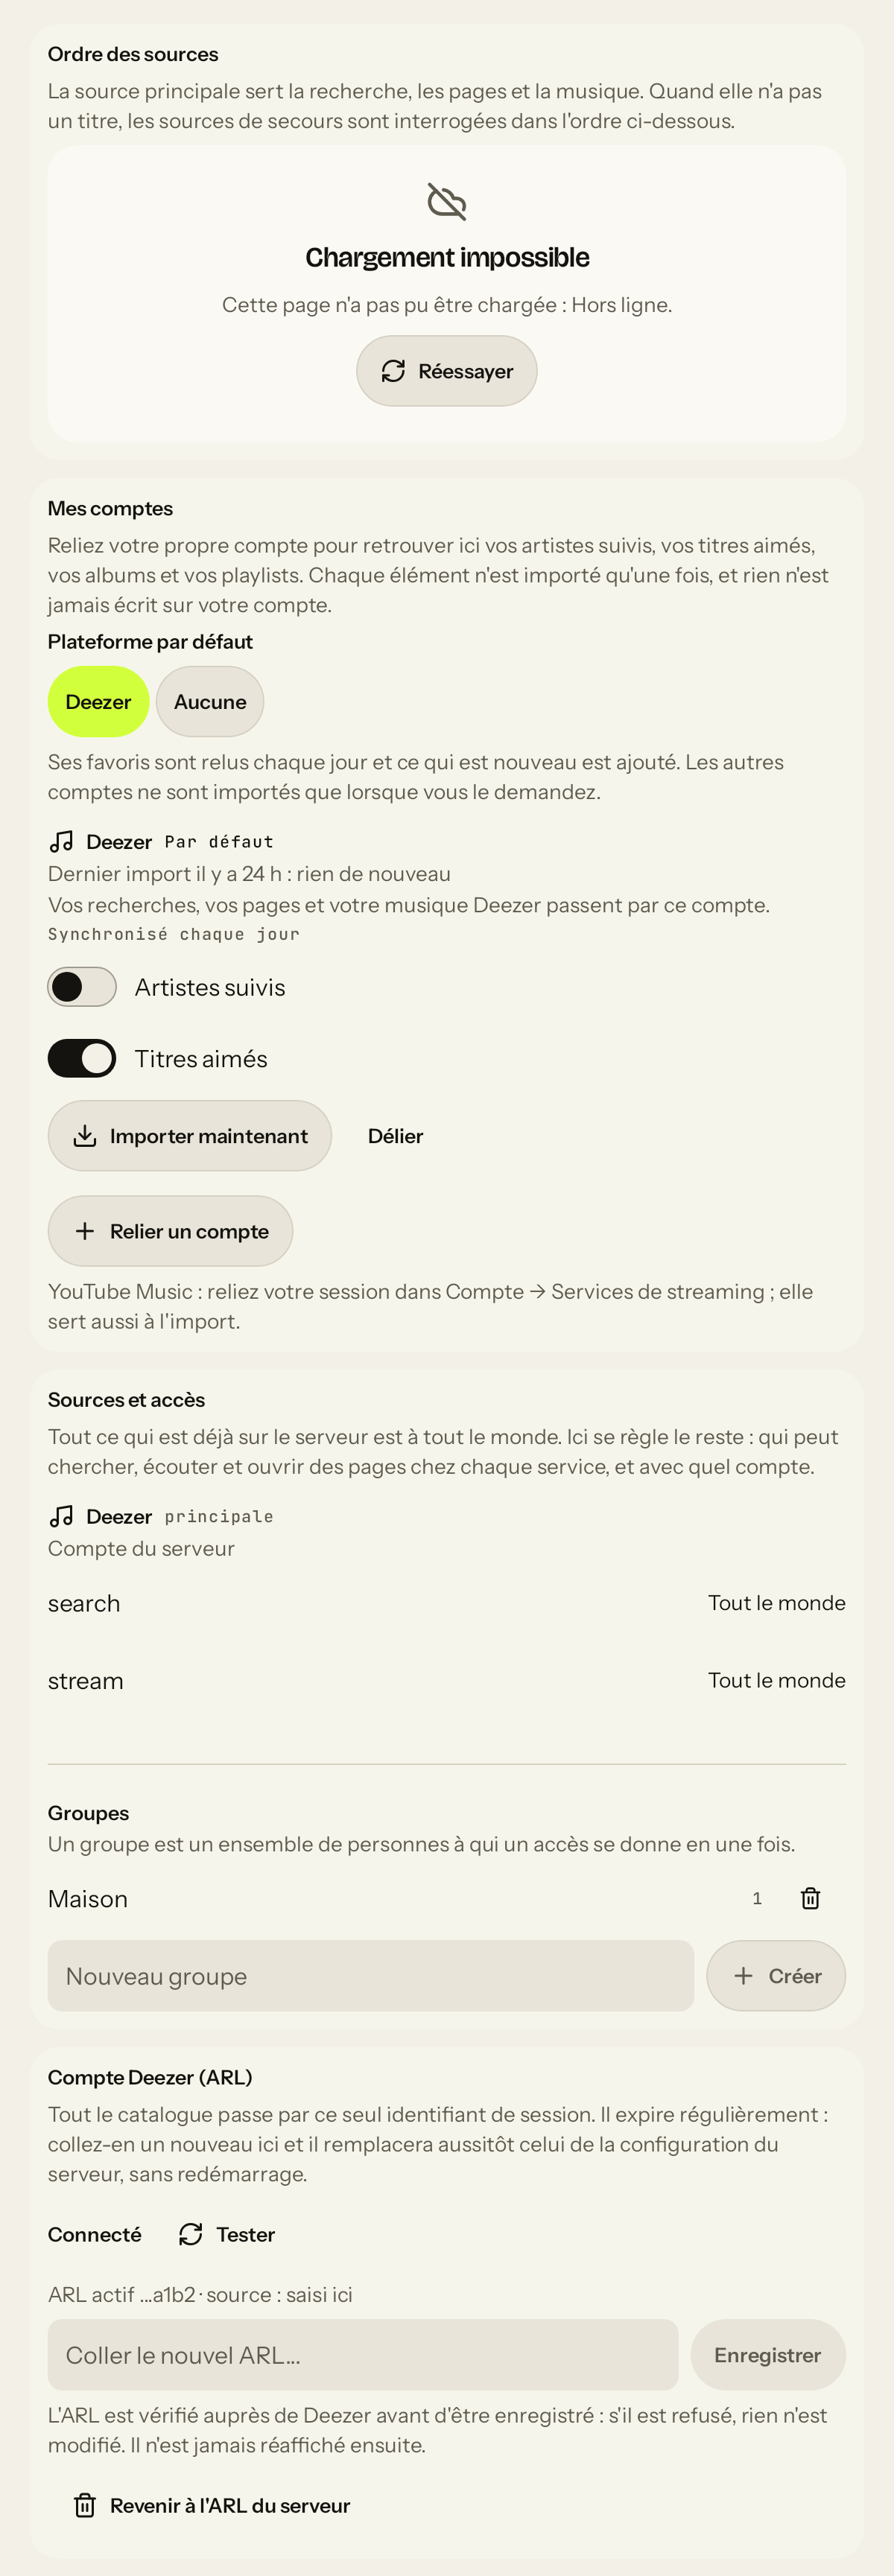 Ordre des sources
La source principale sert la recherche, les pages et la musique. Quand elle n'a pas
un titre, les sources de secours sont interrogées dans l'ordre ci-dessous.
Chargement impossible
Cette page n'a pas pu être chargée : Hors ligne.
Réessayer
Mes comptes
Reliez votre propre compte pour retrouver ici vos artistes suivis, vos titres aimés,
vos albums et vos playlists. Chaque élément n'est importé qu'une fois, et rien n'est
jamais écrit sur votre compte.
Plateforme par défaut
Deezer Aucune
Ses favoris sont relus chaque jour et ce qui est nouveau est ajouté. Les autres
comptes ne sont importés que lorsque vous le demandez.
Deezer Par défaut
Dernier import il y a 24 h : rien de nouveau
Vos recherches, vos pages et votre musique Deezer passent par ce compte.
Synchronisé chaque jour
Artistes suivis
Titres aimés
Importer maintenant Délier
Relier un compte
YouTube Music : reliez votre session dans Compte → Services de streaming ; elle
sert aussi à l'import.
Sources et accès
Tout ce qui est déjà sur le serveur est à tout le monde. Ici se règle le reste : qui peut
chercher, écouter et ouvrir des pages chez chaque service, et avec quel compte.
Deezer principale
Compte du serveur
search Tout le monde
stream Tout le monde
Groupes
Un groupe est un ensemble de personnes à qui un accès se donne en une fois.
Maison 1
Nouveau groupe Créer
Compte Deezer (ARL)
Tout le catalogue passe par ce seul identifiant de session. Il expire régulièrement :
collez-en un nouveau ici et il remplacera aussitôt celui de la configuration du
serveur, sans redémarrage.
Connecté Tester
ARL actif …a1b2 · source : saisi ici
Coller le nouvel ARL… Enregistrer
L'ARL est vérifié auprès de Deezer avant d'être enregistré : s'il est refusé, rien n'est
modifié. Il n'est jamais réaffiché ensuite.
Revenir à l'ARL du serveur